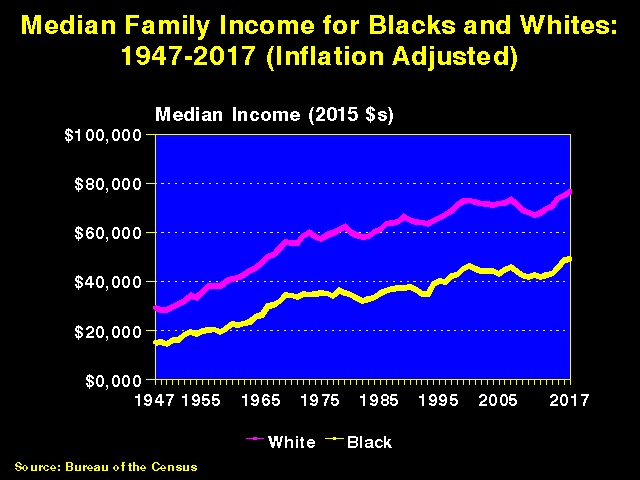 Median Family Income for Blacks and Whites:
1947-2017 (Inflation Adjusted)
Median Income (2015 $s)
$100,000
$80,000
$60,000
$40,000
$20,000
$0,000
1947 1955 1965 1975 1985 1995 2005 2017
White Black
Source: Bureau of the Census